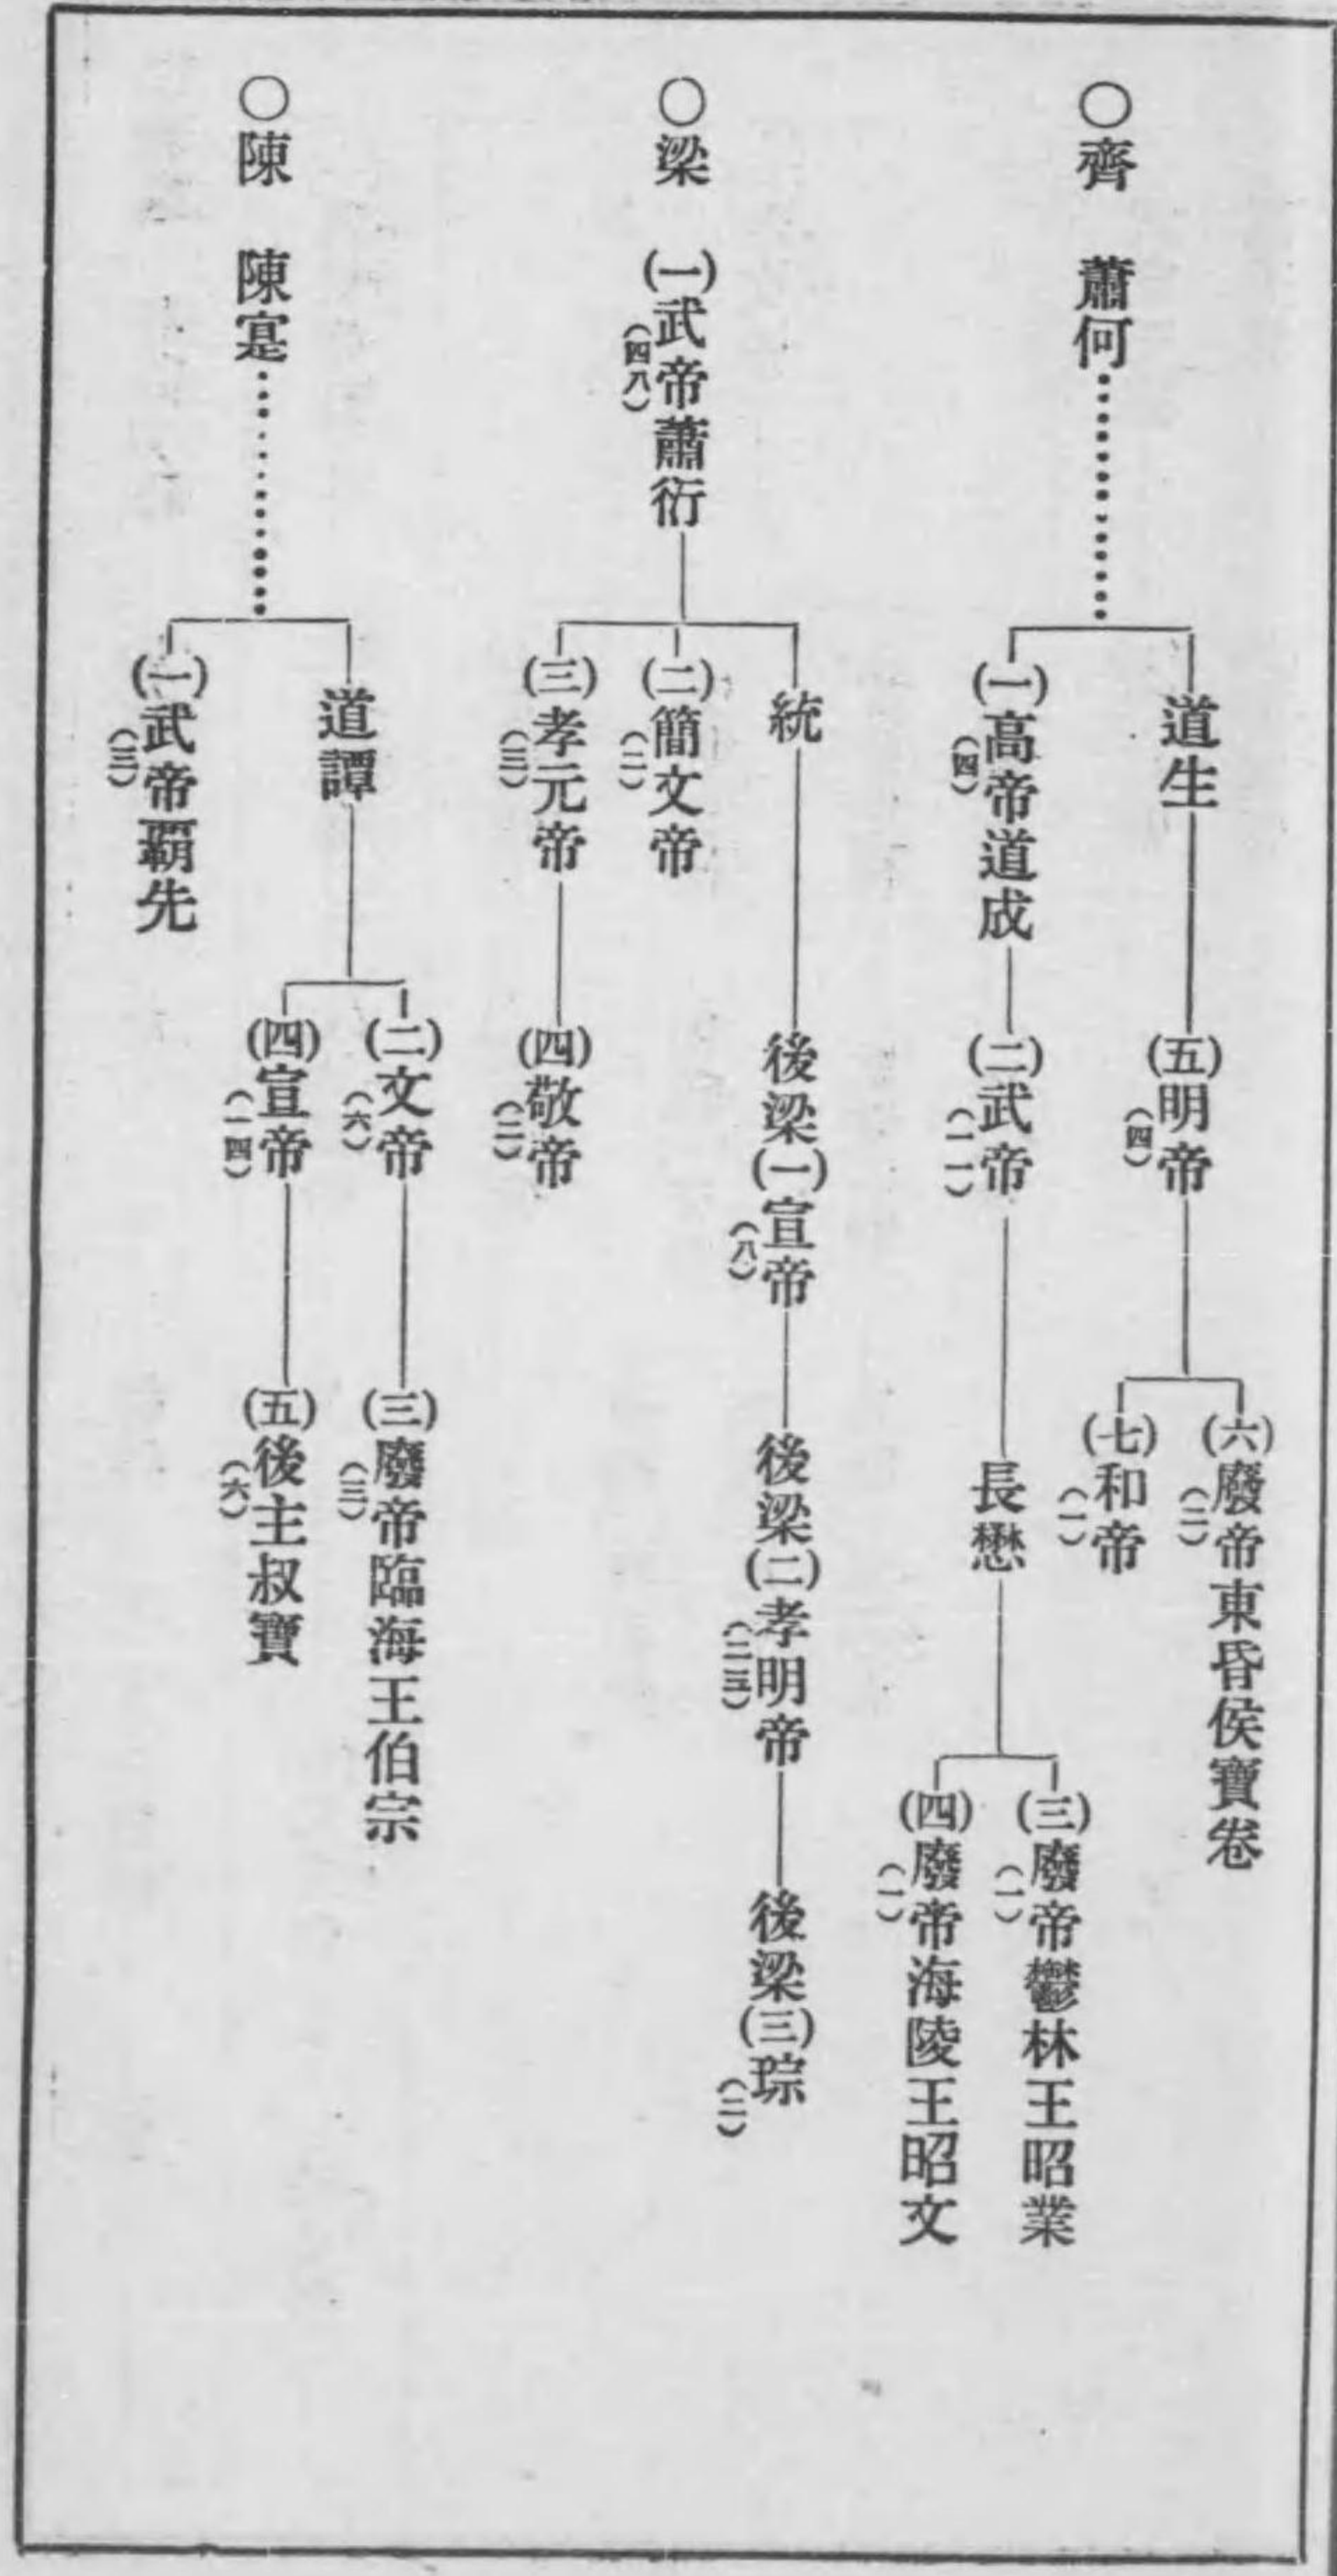 ○齊　蕭何
道生
(五)明帝
(四)
(六)廢帝東昏侯寶卷
(二)
(七)和帝
(一)
(一)高帝道成
(四)
(二)武帝
(一一)
長懋
(三)廢帝鬱林王昭業
(一)
(四)廢帝海陵王昭文
(一)
○梁　(一)武帝蕭衍
(四八)
統
後梁(一)宣帝
(八)
後梁(二)孝明帝
(二三)
後梁(三)琮
(二)
(二)簡文帝
(二)
(三)孝元帝
(三)
(四)敬帝
(二)
○陳　陳寔
道譚
(二)文帝
(六)
(三)廢帝臨海王伯宗
(三)
(四)宣帝
(一四)
(五)後主叔寶
(六)
(一)武帝霸先
(三)